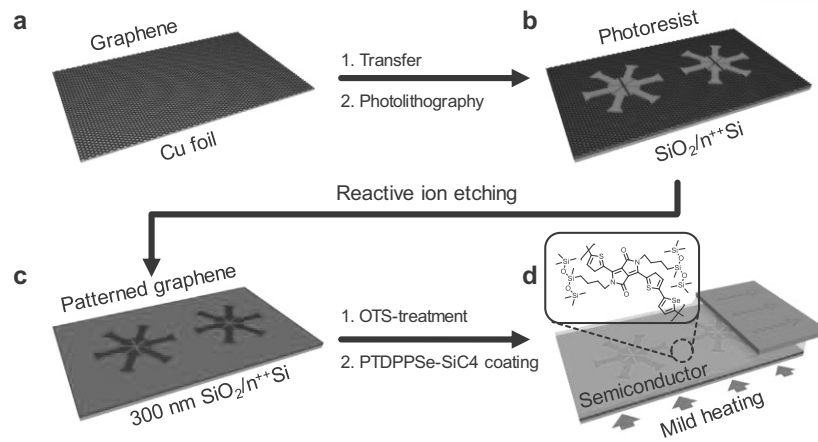 a
Graphene
Cu foil
1. Transfer
2. Photolithography
b
Photoresist
SiO2/n++Si
Reactive ion etching
c
Patterned graphene
300 nm SiO2/n++Si
1. OTS-treatment
2. PTDPPSe-SiC4 coating
d
Semiconductor
Mild heating